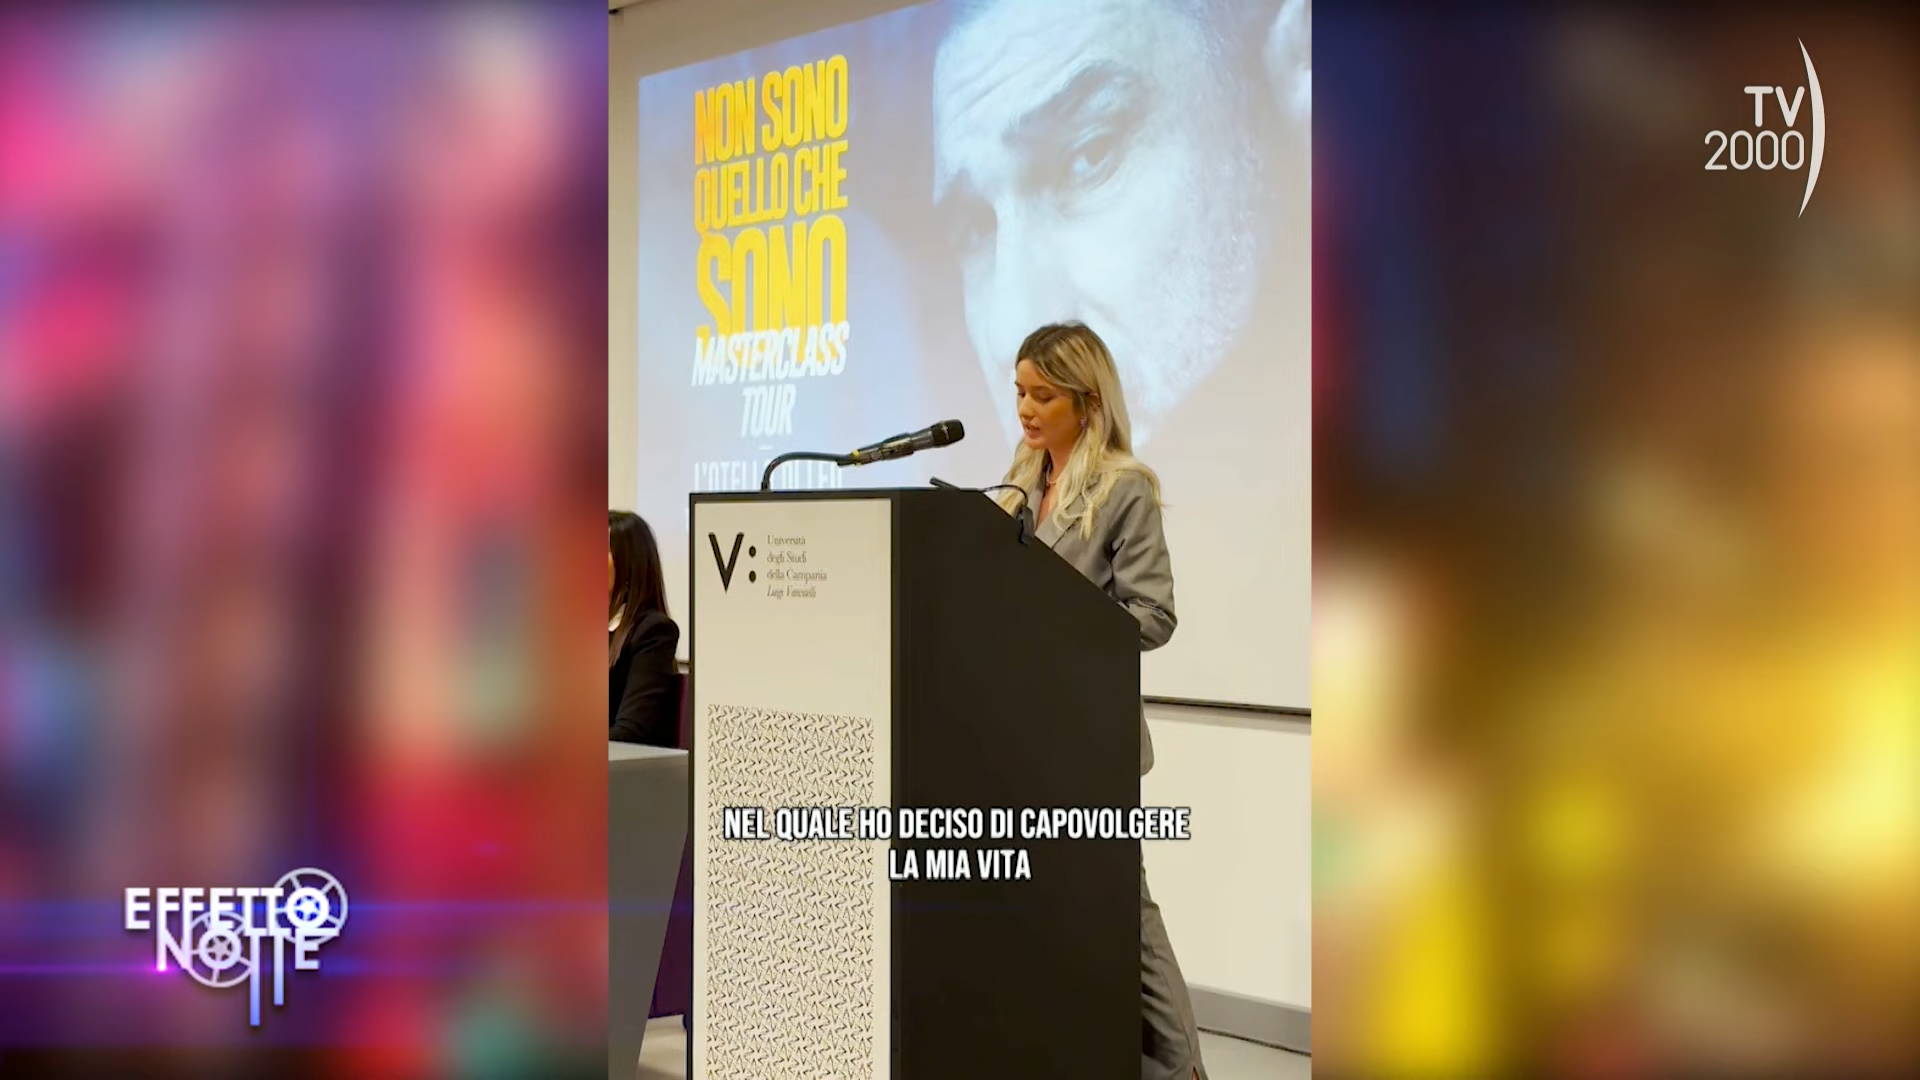 NON SONO
QUELLO CHE
SONO
MASTERCLASS
TOUR
TV
2000
V:
Università
degli Studi
della Campania
Luigi Vanvitelli
NEL QUALE HO DECISO DI CAPOVOLGERE
LA MIA VITA
EFFETTO
NOTTE